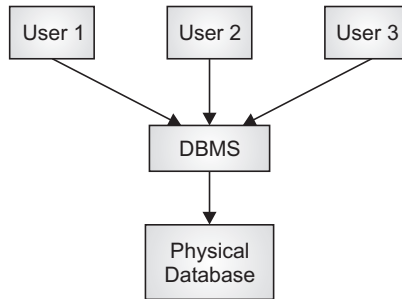 User 1
User 2
User 3
DBMS
Physical
Database